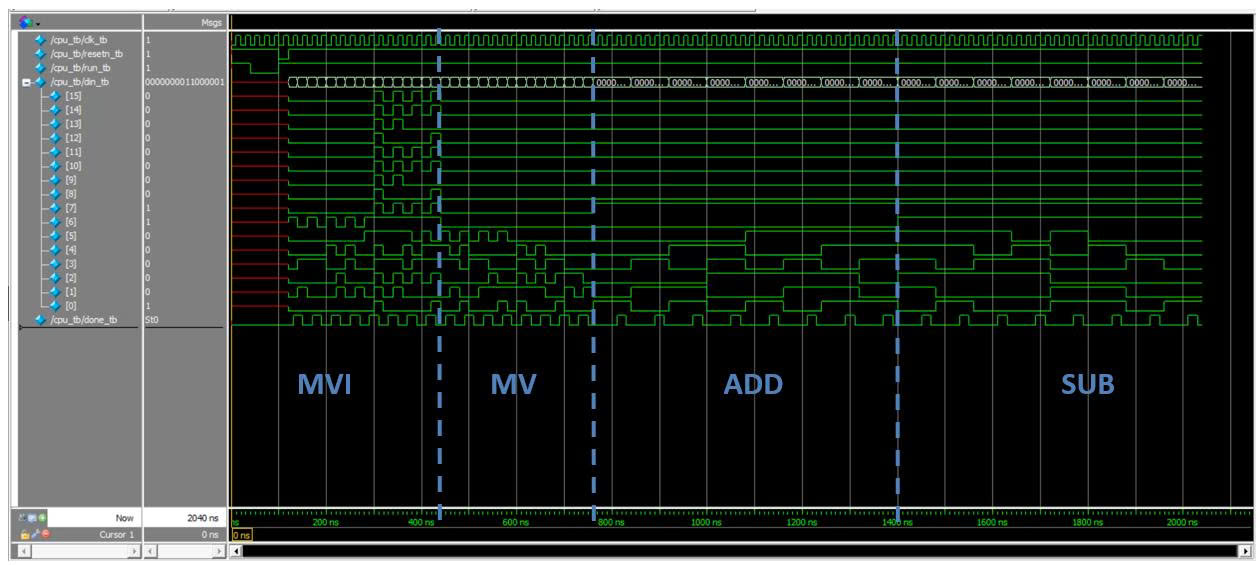 Msgs
/cpu_tb/clk_tb 1
/cpu_tb/resetn_tb 1
/cpu_tb/run_tb 1
/cpu_tb/din_tb 0000000011000001 0000... 0000... 0000... 0000... 0000... 0000... 0000... 0000 ... 0000... 0000... 0000... 0000... 0000... 0000... 0000... 0000...
[15] 0
[14] 0
[13] 0
[12] 0
[11] 0
[10] 0
[9] 0
[8] 0
[7] 1
[6] 1
[5] 0
[4] 0
[3] 0
[2] 0
[1] 0
[0] 1
/cpu_tb/done_tb St0
MVI MV ADD SUB
Now 2040 ns ns 200 ns 400 ns 600 ns 800 ns 1000 ns 1200 ns 1400 ns 1600 ns 1800 ns 2000 ns
Cursor 1 0 ns 0 ns